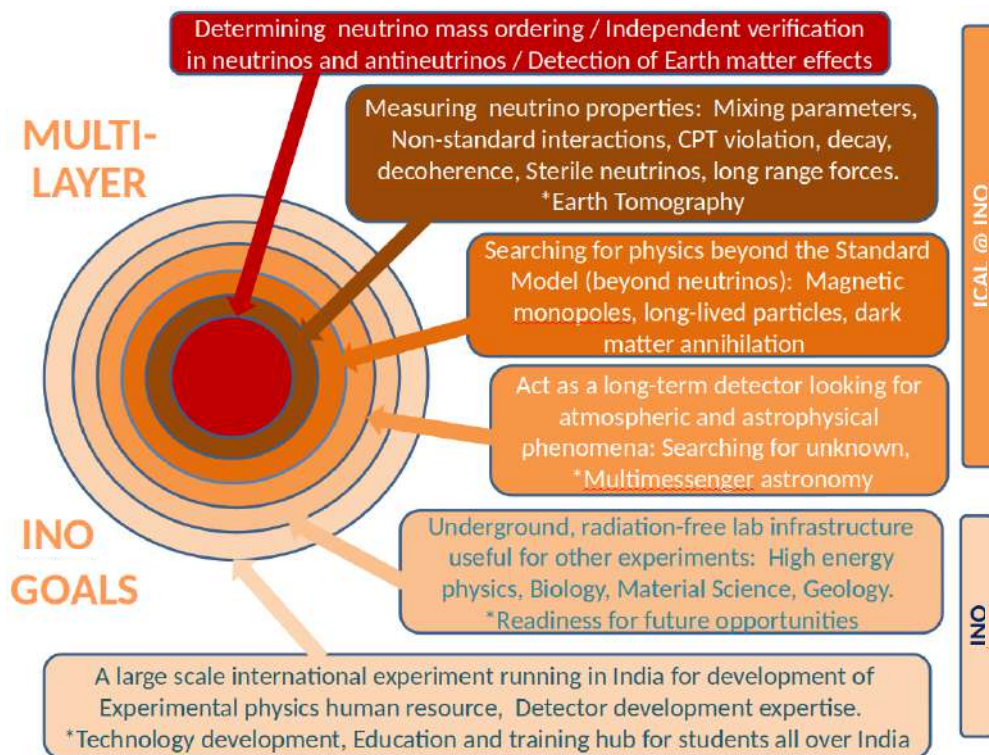 Determining neutrino mass ordering / Independent verification
in neutrinos and antineutrinos / Detection of Earth matter effects
MULTI-
LAYER
Measuring neutrino properties: Mixing parameters,
Non-standard interactions, CPT violation, decay,
decoherence, Sterile neutrinos, long range forces.
*Earth Tomography
Searching for physics beyond the Standard
Model (beyond neutrinos): Magnetic
monopoles, long-lived particles, dark
matter annihilation
Act as a long-term detector looking for
atmospheric and astrophysical
phenomena: Searching for unknown,
*Multimessenger astronomy
ICAL @ INO
INO
GOALS
Underground, radiation-free lab infrastructure
useful for other experiments: High energy
physics, Biology, Material Science, Geology.
*Readiness for future opportunities
INO
A large scale international experiment running in India for development of
Experimental physics human resource, Detector development expertise.
*Technology development, Education and training hub for students all over India